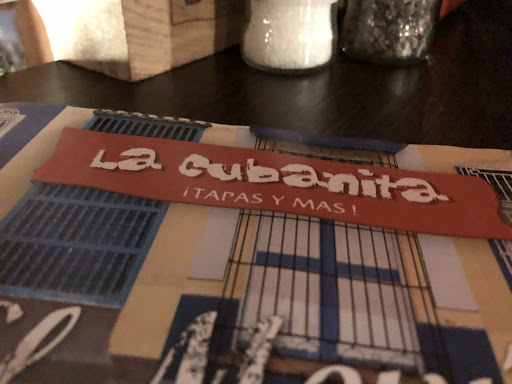 La Cubanita
¡TAPAS Y MAS!